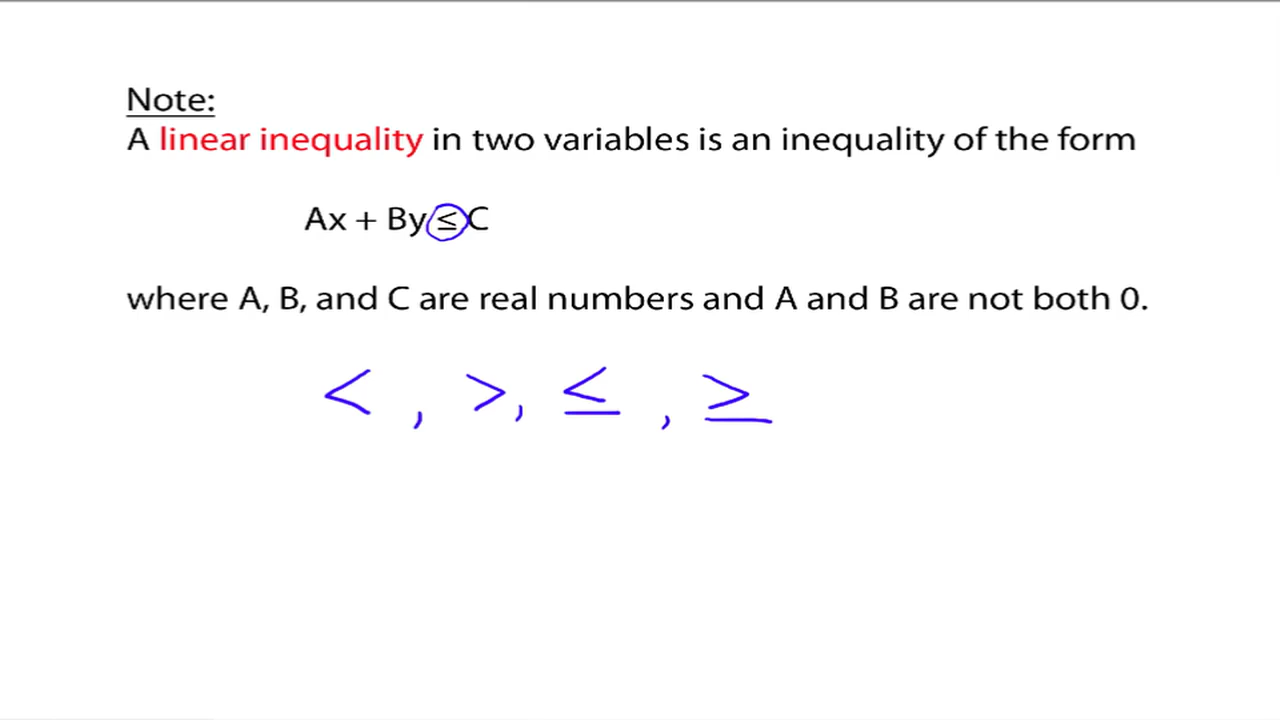 Note:
A linear inequality in two variables is an inequality of the form
Ax + By ≤ C
where A, B, and C are real numbers and A and B are not both 0.
< , >, ≤ , ≥